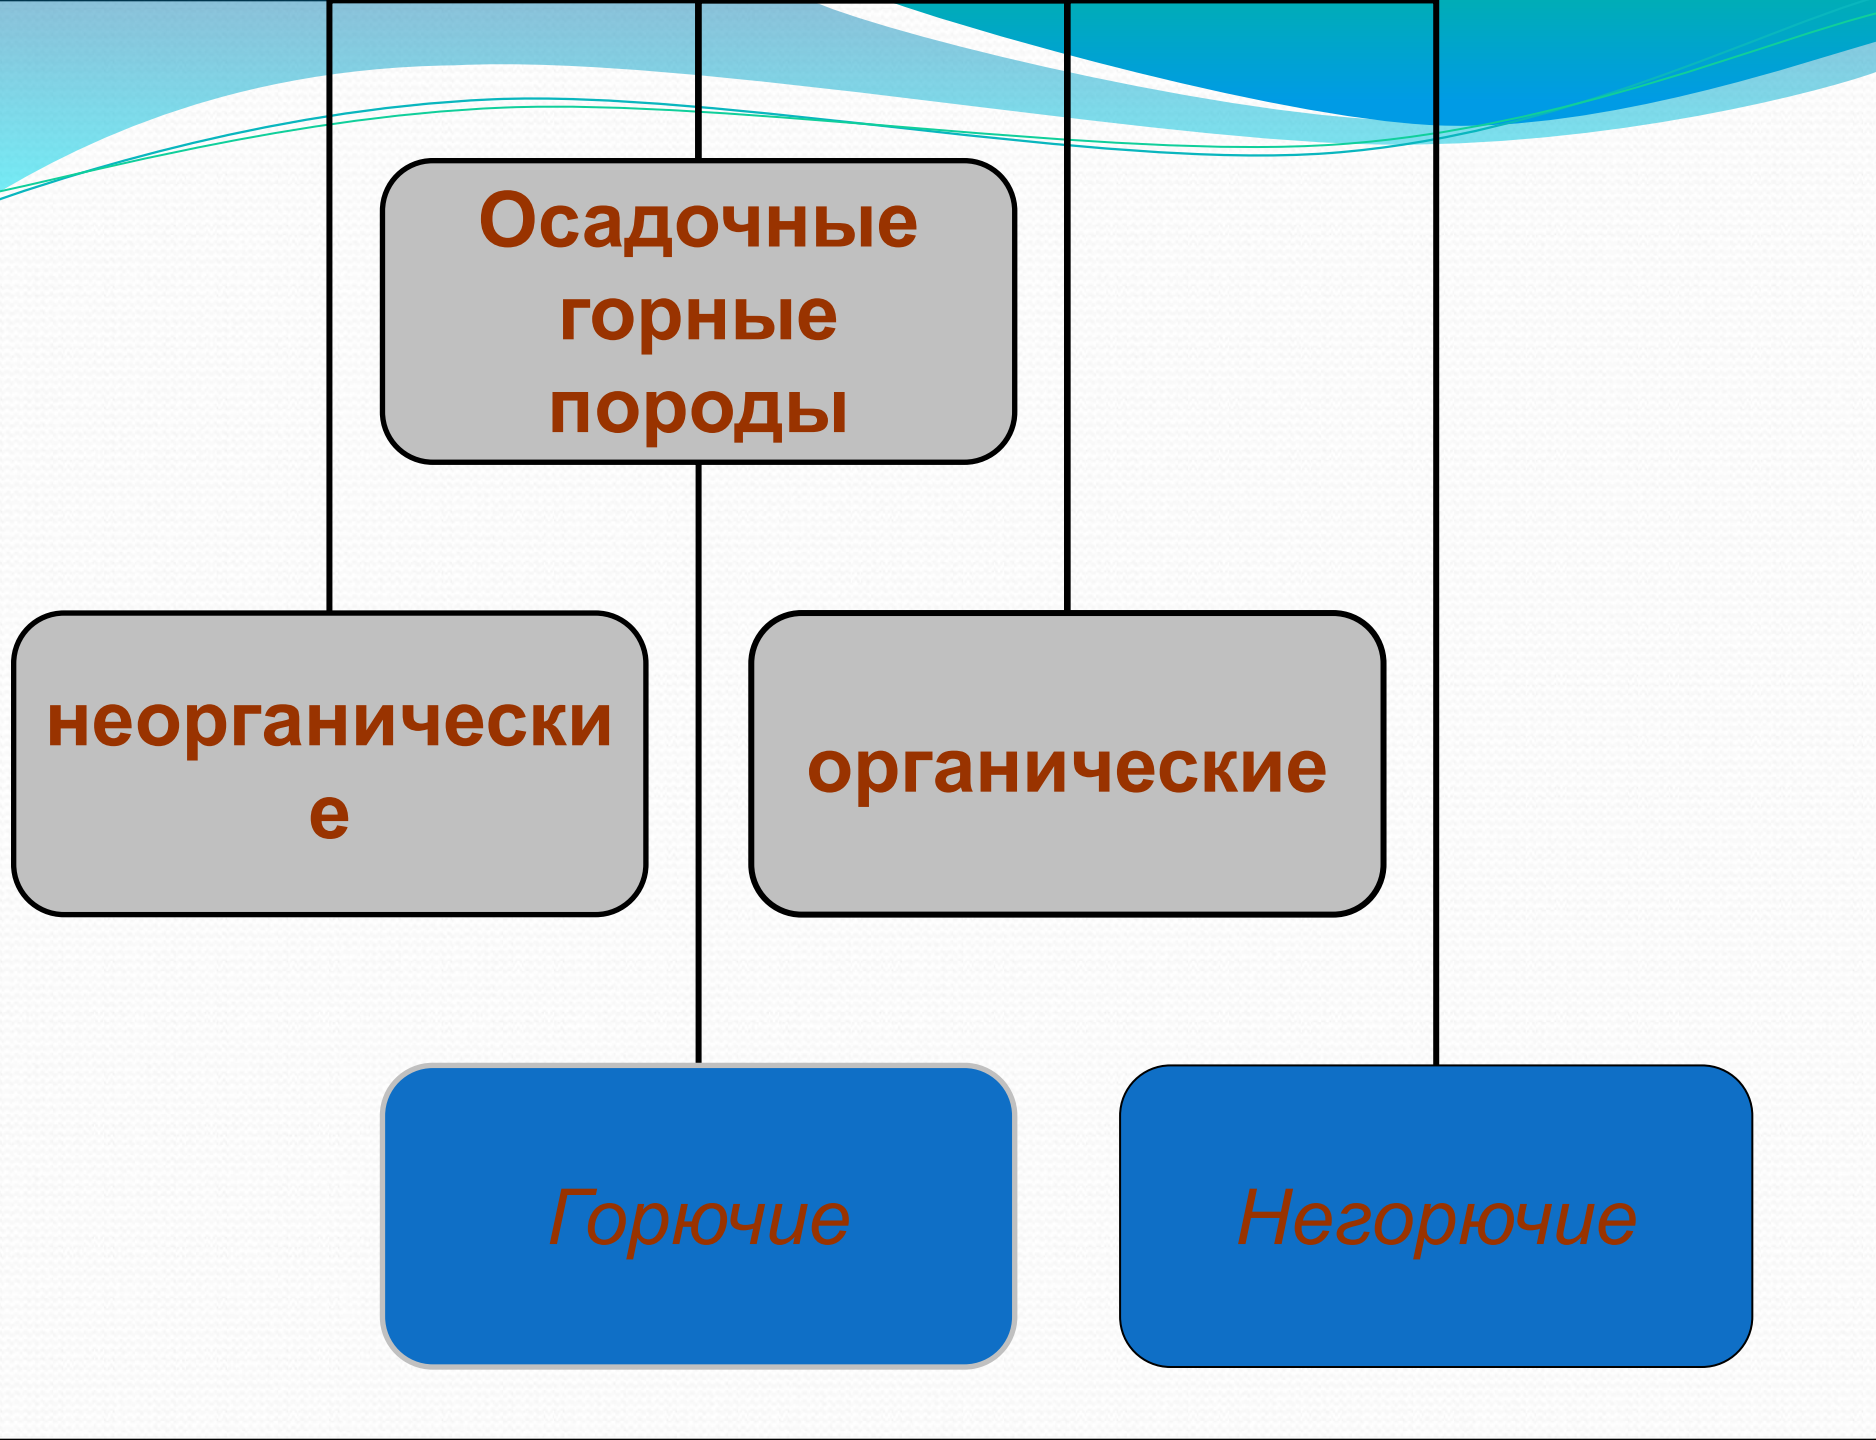 Осадочные
горные
породы
неорганически
е
органические
Горючие
Негорючие